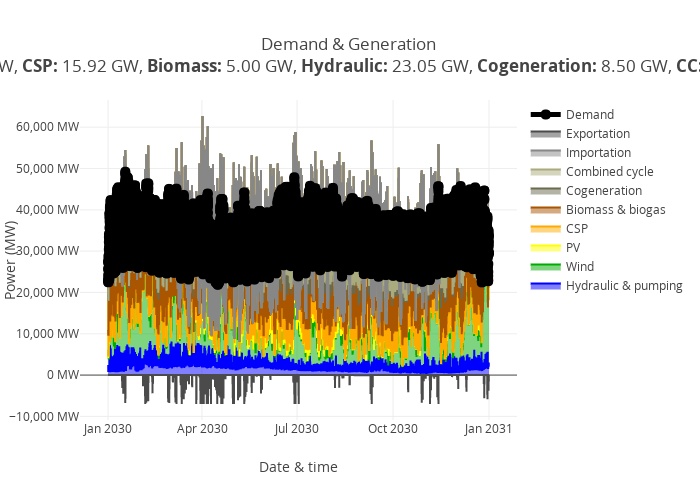 Demand & Generation
W, CSP: 15.92 GW, Biomass: 5.00 GW, Hydraulic: 23.05 GW, Cogeneration: 8.50 GW, CC:
60,000 MW
50,000 MW
40,000 MW
30,000 MW
20,000 MW
10,000 MW
0 MW
−10,000 MW
Power (MW)
Jan 2030
Apr 2030
Jul 2030
Oct 2030
Jan 2031
Date & time
Demand
Exportation
Importation
Combined cycle
Cogeneration
Biomass & biogas
CSP
PV
Wind
Hydraulic & pumping